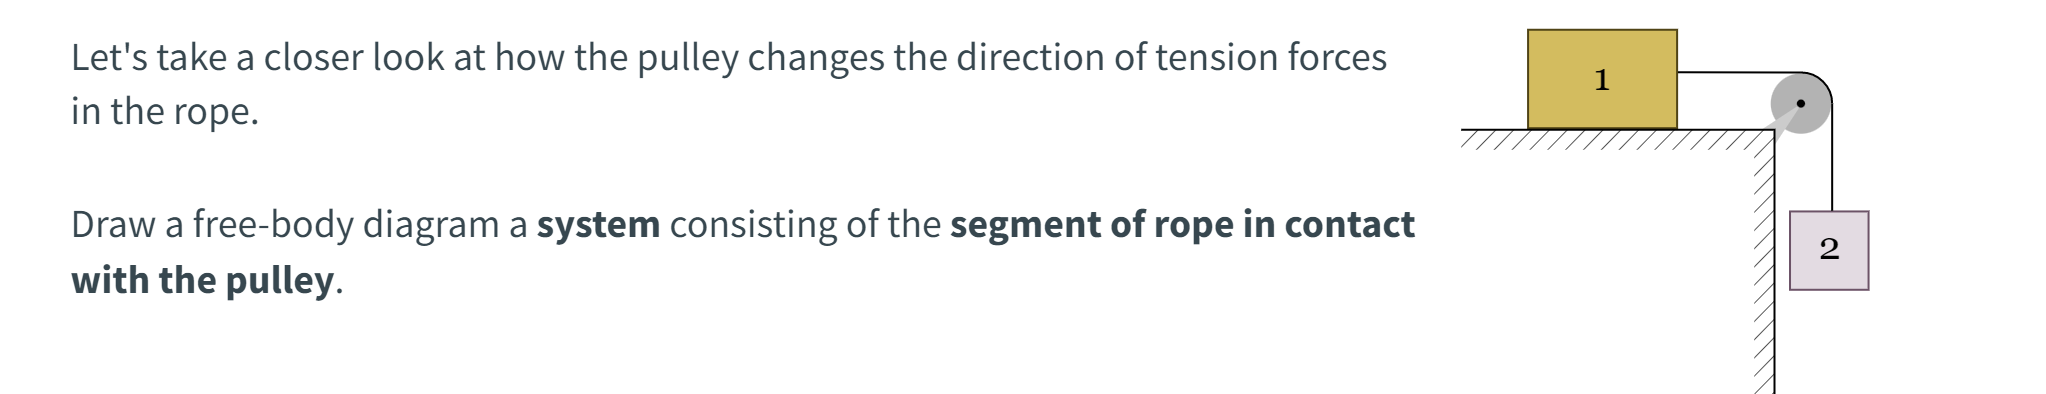 Let's take a closer look at how the pulley changes the direction of tension forces
in the rope.
Draw a free-body diagram a system consisting of the segment of rope in contact
with the pulley.
1
2